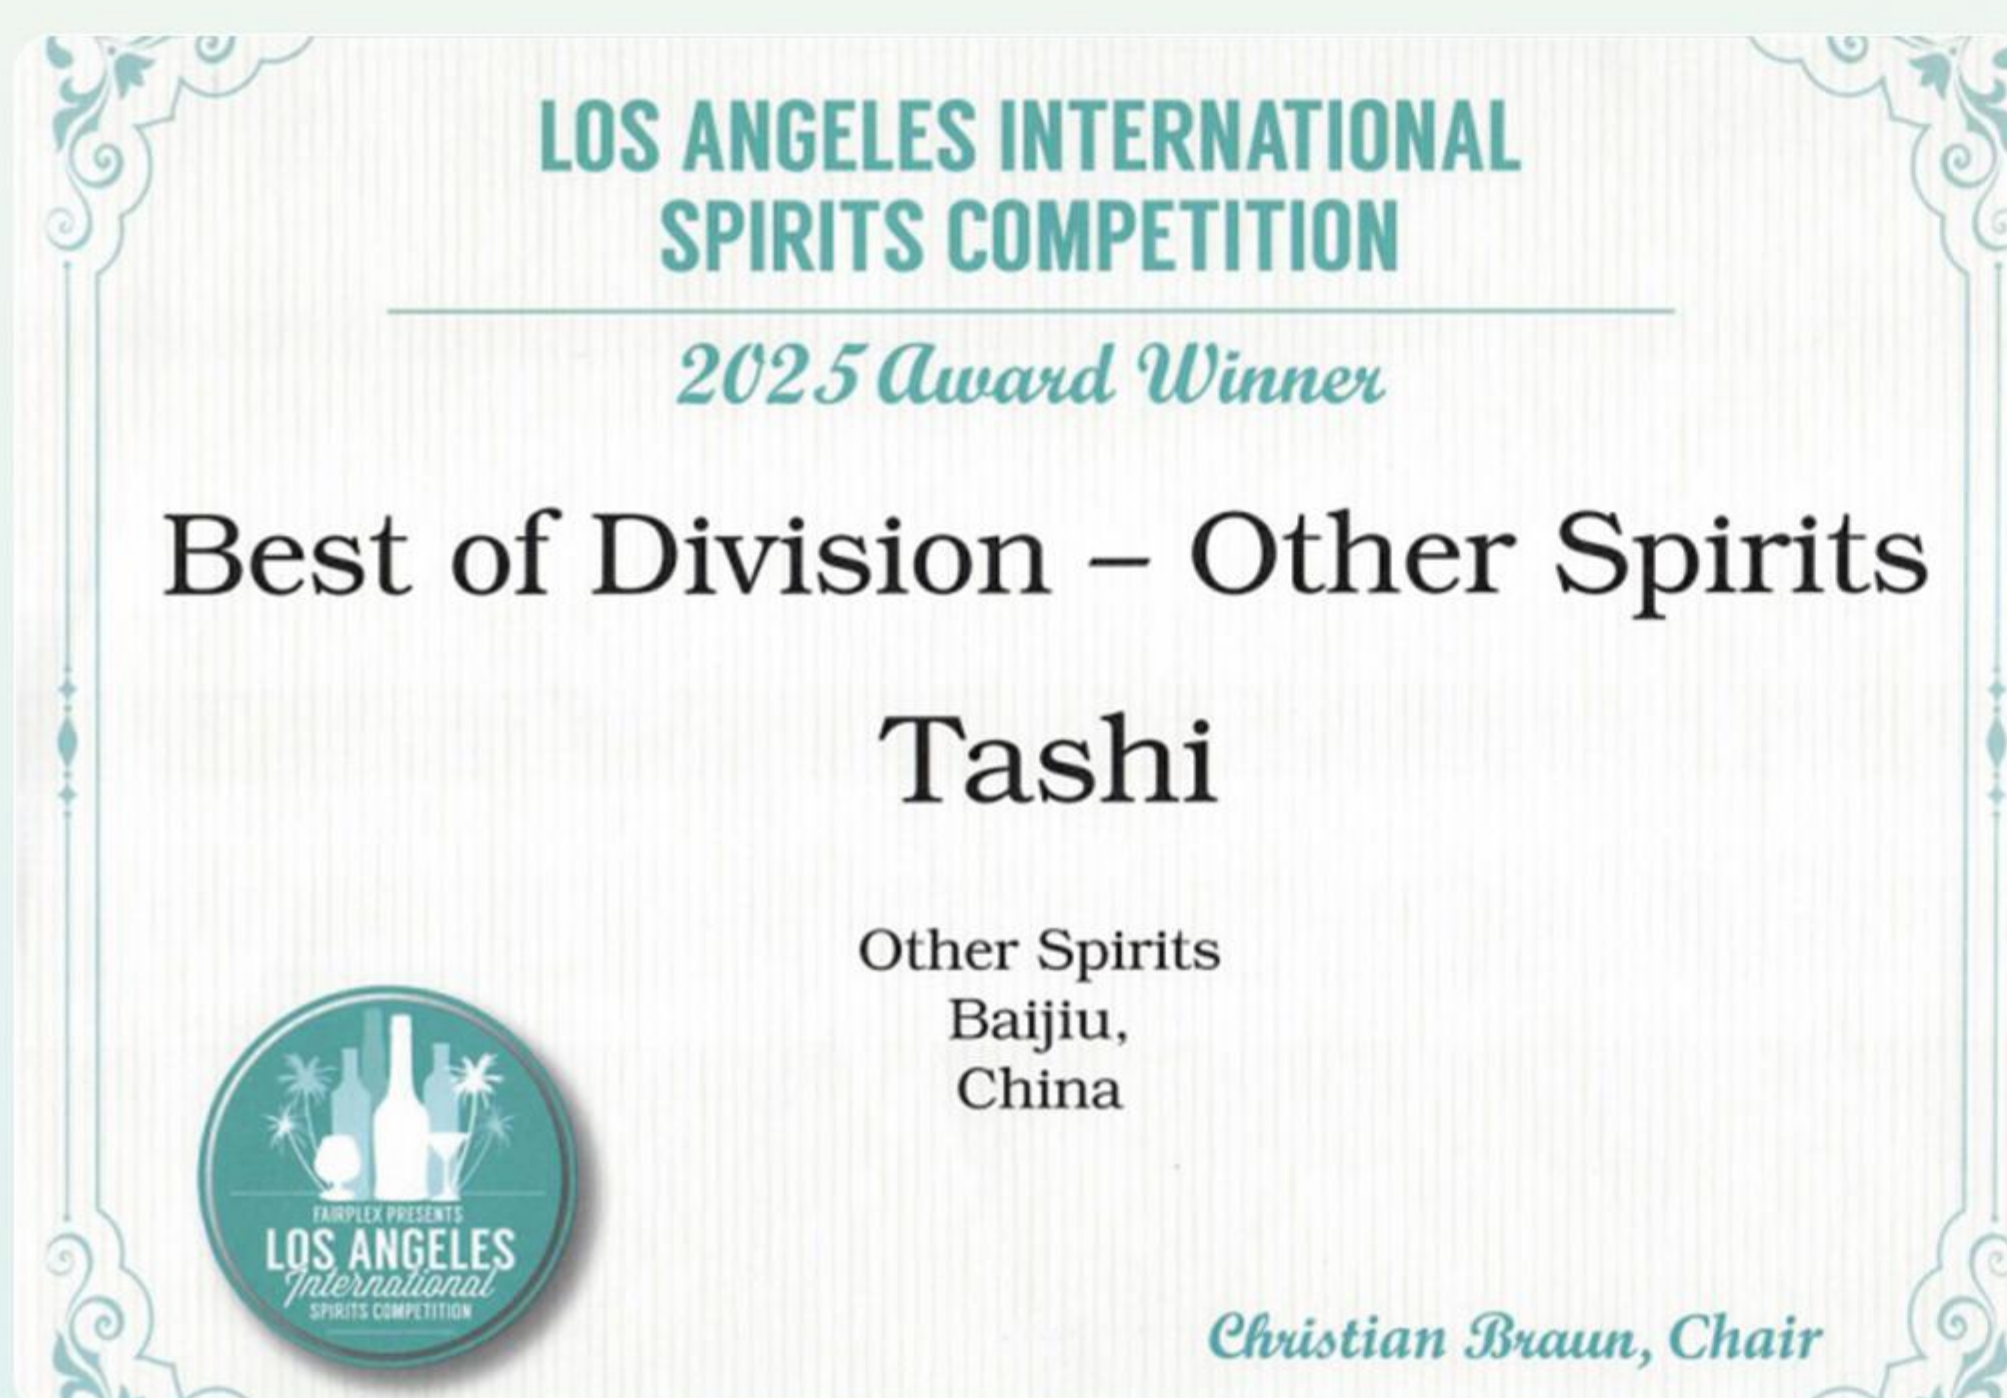 LOS ANGELES INTERNATIONAL
SPIRITS COMPETITION
2025 Award Winner
Best of Division – Other Spirits
Tashi
Other Spirits
Baijiu,
China
FAIRPLEX PRESENTS
LOS ANGELES
International
SPIRITS COMPETITION
Christian Braun, Chair